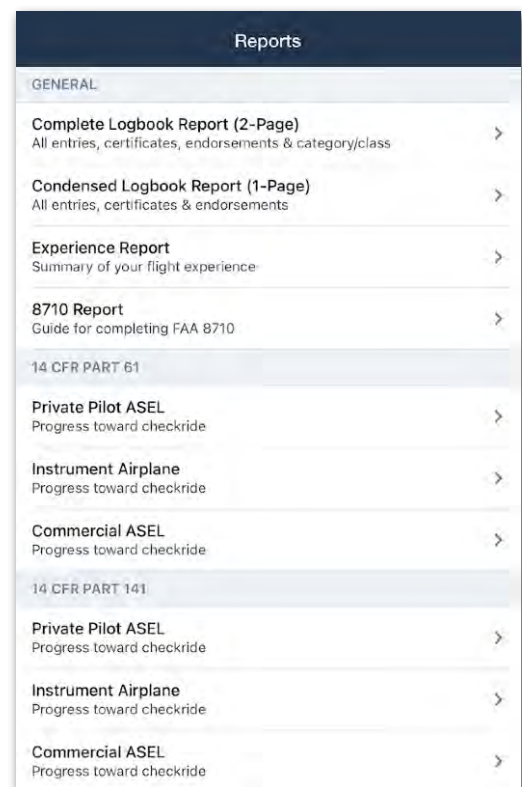 Reports
GENERAL
Complete Logbook Report (2-Page)
All entries, certificates, endorsements & category/class
Condensed Logbook Report (1-Page)
All entries, certificates & endorsements
Experience Report
Summary of your flight experience
8710 Report
Guide for completing FAA 8710
14 CFR PART 61
Private Pilot ASEL
Progress toward checkride
Instrument Airplane
Progress toward checkride
Commercial ASEL
Progress toward checkride
14 CFR PART 141
Private Pilot ASEL
Progress toward checkride
Instrument Airplane
Progress toward checkride
Commercial ASEL
Progress toward checkride